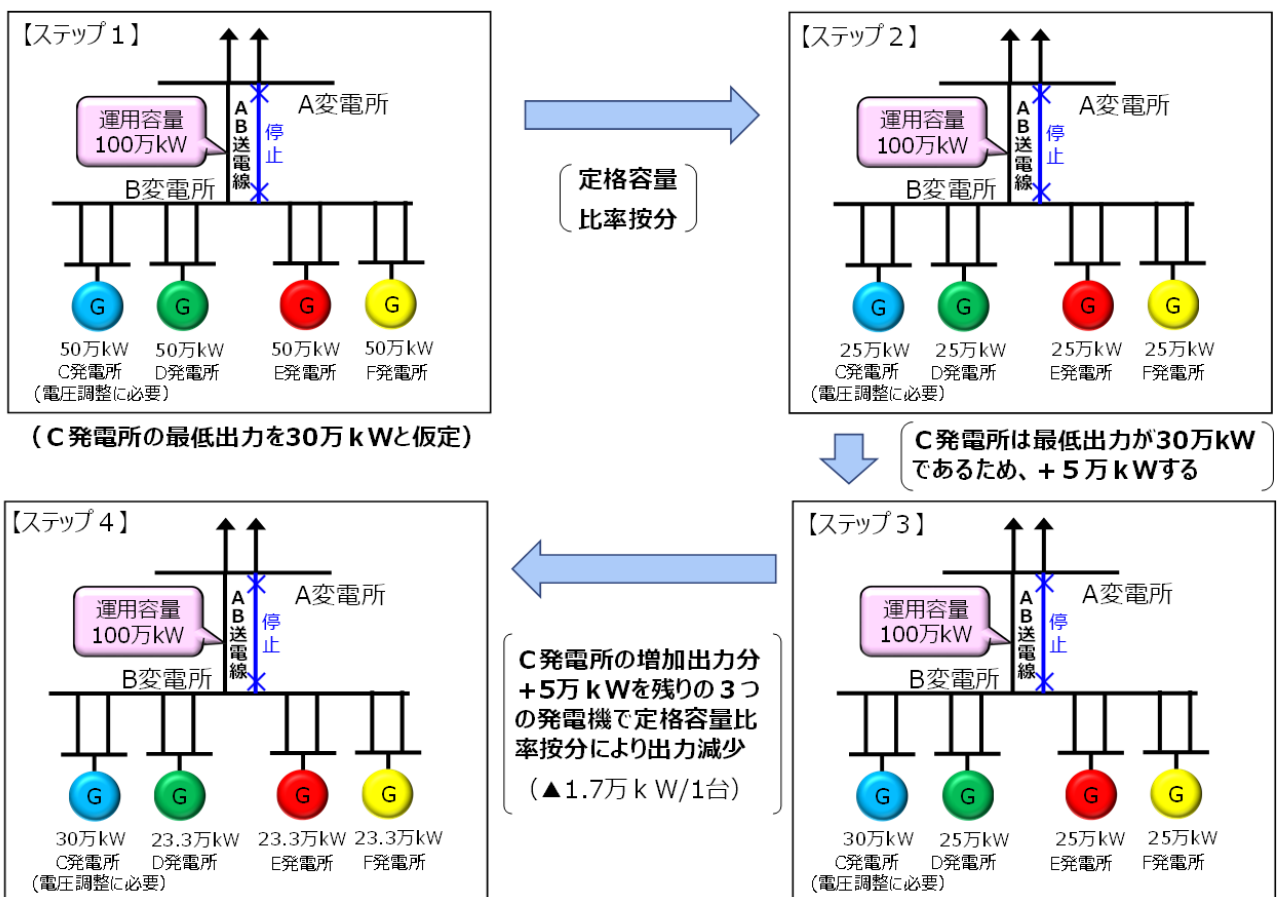 【ステップ１】
A変電所
運用容量
100万kW
AB送電線
停止
B変電所
G
G
G
G
50万kW 50万kW 50万kW 50万kW
C発電所 D発電所 E発電所 F発電所
（電圧調整に必要）
（Ｃ発電所の最低出力を30万ｋWと仮定）
定格容量
比率按分
【ステップ２】
A変電所
運用容量
100万kW
AB送電線
停止
B変電所
G
G
G
G
25万kW 25万kW 25万kW 25万kW
C発電所 D発電所 E発電所 F発電所
（電圧調整に必要）
Ｃ発電所は最低出力が30万kW
であるため、＋５万ｋWする
【ステップ３】
A変電所
運用容量
100万kW
AB送電線
停止
B変電所
G
G
G
G
30万kW 25万kW 25万kW 25万kW
C発電所 D発電所 E発電所 F発電所
（電圧調整に必要）
Ｃ発電所の増加出力分
+5万ｋWを残りの３つ
の発電機で定格容量比
率按分により出力減少
（▲1.7万ｋW/1台）
【ステップ４】
A変電所
運用容量
100万kW
AB送電線
停止
B変電所
G
G
G
G
30万kW 23.3万kW 23.3万kW 23.3万kW
C発電所 D発電所 E発電所 F発電所
（電圧調整に必要）